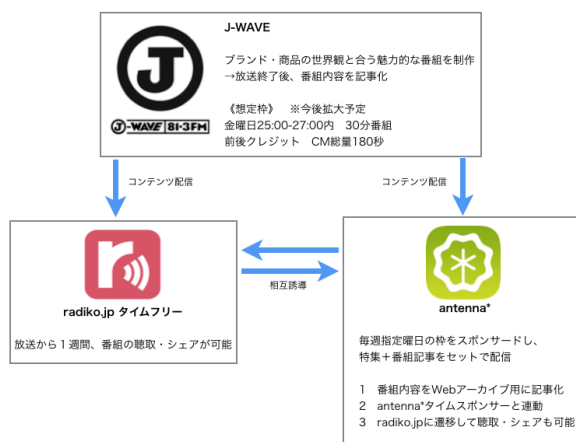 J-WAVE
ブランド・商品の世界観と合う魅力的な番組を制作
→放送終了後、番組内容を記事化
《想定枠》　※今後拡大予定
金曜日25:00-27:00内　30分番組
前後クレジット　CM総量180秒
J
J-WAVE 81·3FM
コンテンツ配信
コンテンツ配信
r
radiko.jp タイムフリー
放送から１週間、番組の聴取・シェアが可能
相互誘導
antenna*
毎週指定曜日の枠をスポンサードし、
特集＋番組記事をセットで配信
1　番組内容をWebアーカイブ用に記事化
2　antenna*タイムスポンサーと連動
3　radiko.jpに遷移して聴取・シェアも可能